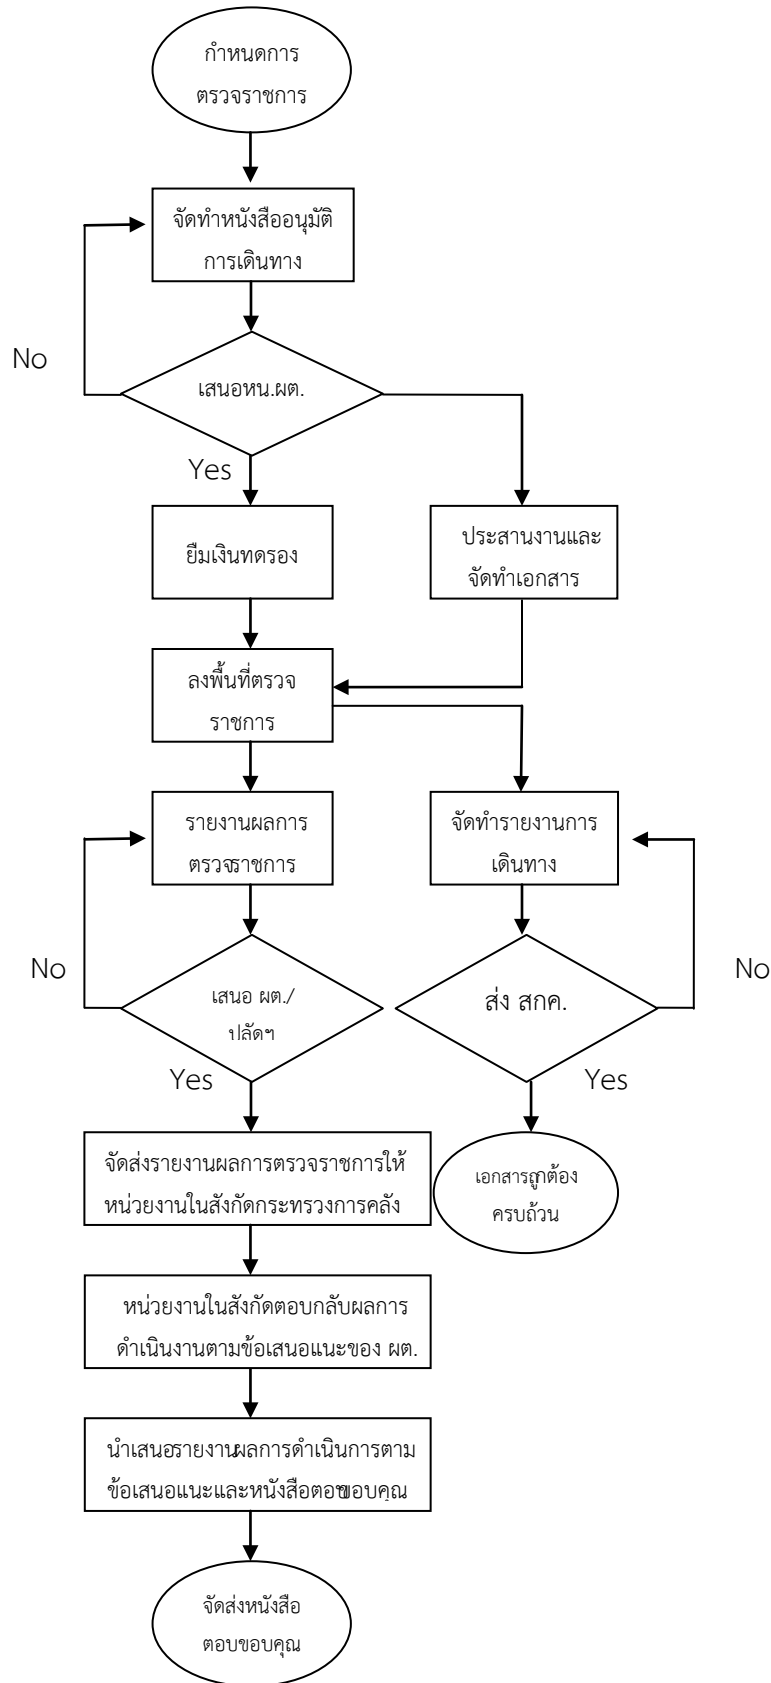 กำหนดการ
ตรวจราชการ
จัดทำหนังสืออนุมัติ
การเดินทาง
No
เสนอหน.ผต.
Yes
ยืมเงินทดรอง
ประสานงานและ
จัดทำเอกสาร
ลงพื้นที่ตรวจ
ราชการ
รายงานผลการ
ตรวจราชการ
จัดทำรายงานการ
เดินทาง
No
เสนอ ผต./
ปลัดฯ
ส่ง สกค.
No
Yes
Yes
จัดส่งรายงานผลการตรวจราชการให้
หน่วยงานในสังกัดกระทรวงการคลัง
เอกสารถูกต้อง
ครบถ้วน
หน่วยงานในสังกัดตอบกลับผลการ
ดำเนินงานตามข้อเสนอแนะของ ผต.
นำเสนอรายงานผลการดำเนินการตาม
ข้อเสนอแนะและหนังสือตอบขอบคุณ
จัดส่งหนังสือ
ตอบขอบคุณ